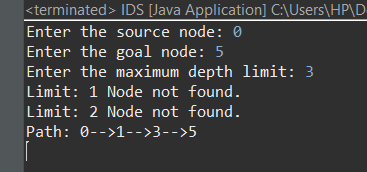 <terminated> IDS [Java Application] C:\Users\HP\D
Enter the source node: 0
Enter the goal node: 5
Enter the maximum depth limit: 3
Limit: 1 Node not found.
Limit: 2 Node not found.
Path: 0-->1-->3-->5